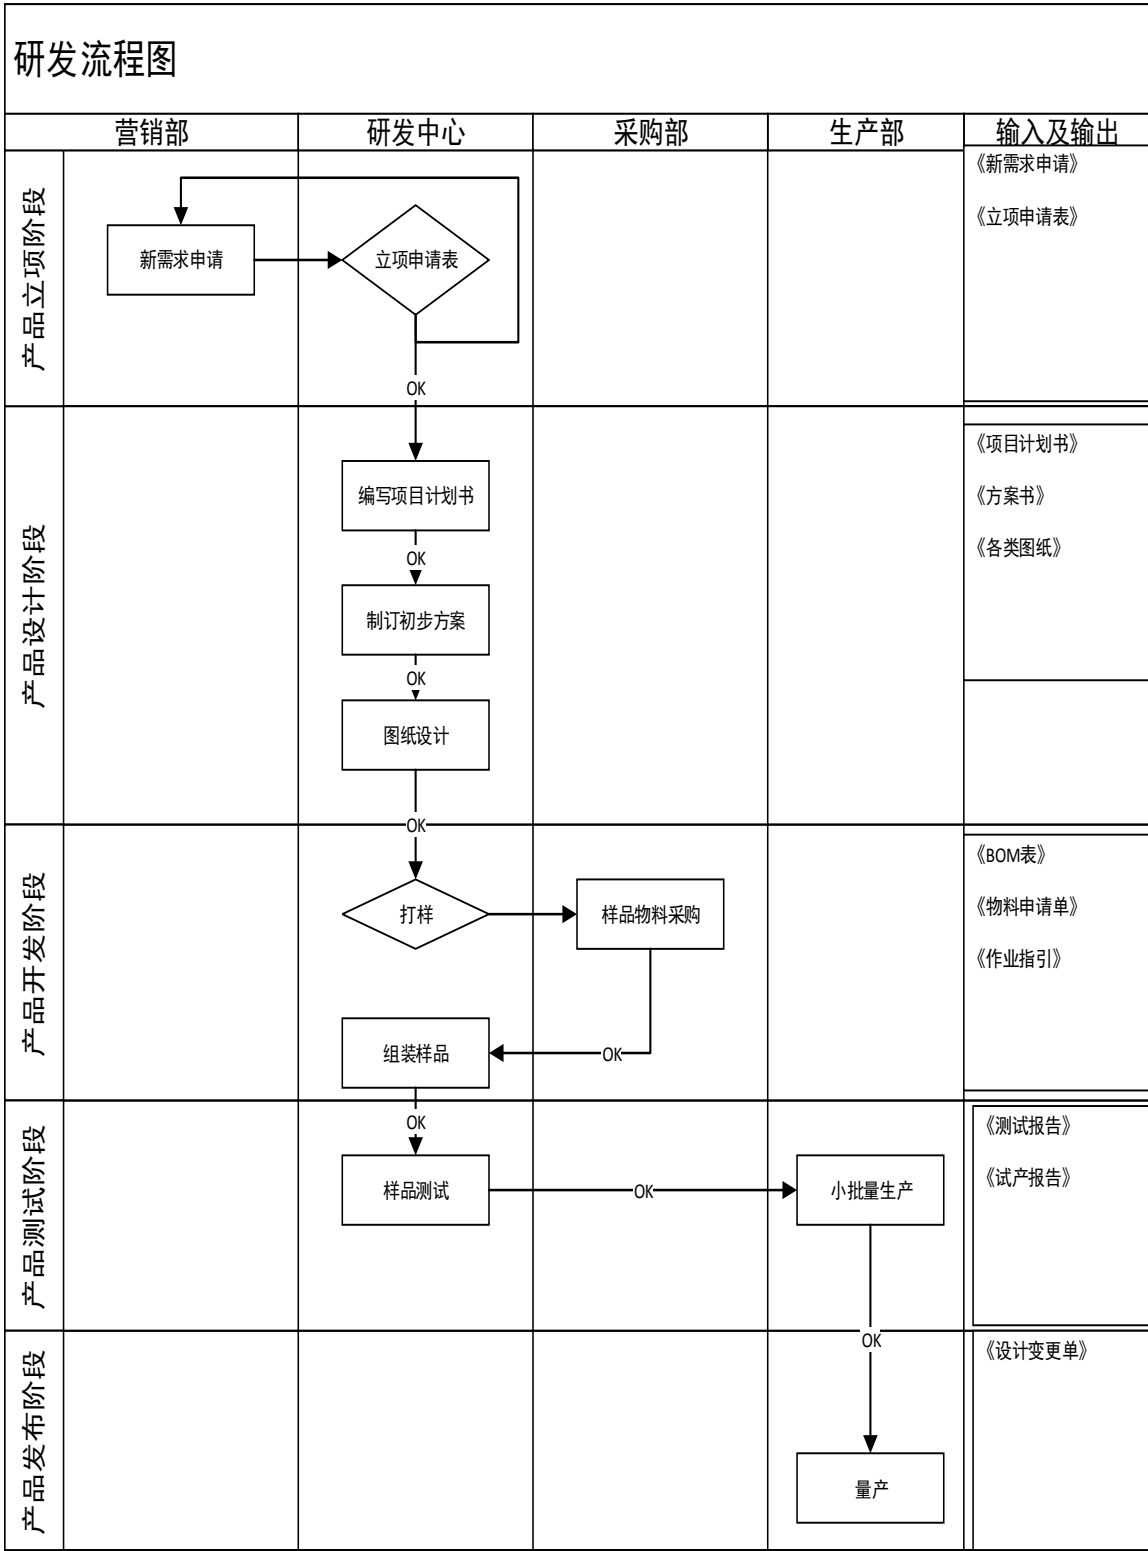 研发流程图
营销部
研发中心
采购部
生产部
输入及输出
产品立项阶段
新需求申请
立项申请表
OK
《新需求申请》
《立项申请表》
产品设计阶段
编写项目计划书
OK
制订初步方案
OK
图纸设计
OK
《项目计划书》
《方案书》
《各类图纸》
产品开发阶段
打样
样品物料采购
组装样品
OK
OK
《BOM表》
《物料申请单》
《作业指引》
产品测试阶段
样品测试
OK
小批量生产
OK
《测试报告》
《试产报告》
产品发布阶段
量产
《设计变更单》